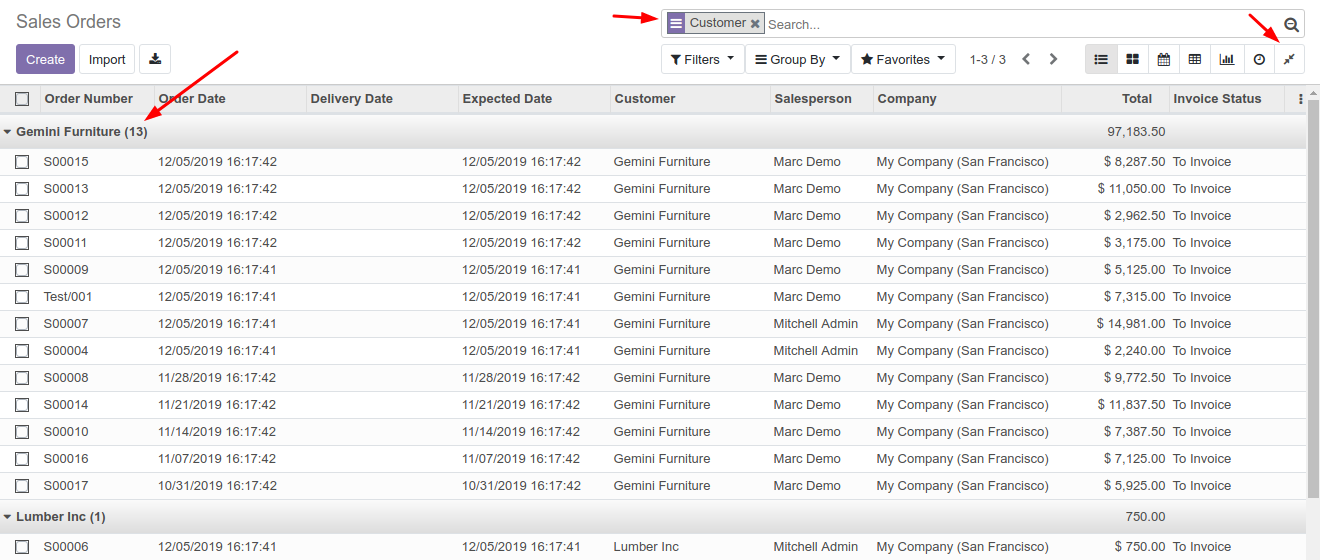 Sales Orders
Customer Search...
Create Import Filters Group By Favorites 1-3 / 3
Order Number Order Date Delivery Date Expected Date Customer Salesperson Company Total Invoice Status
Gemini Furniture (13) 97,183.50
S00015 12/05/2019 16:17:42 12/05/2019 16:17:42 Gemini Furniture Marc Demo My Company (San Francisco) $ 8,287.50 To Invoice
S00013 12/05/2019 16:17:42 12/05/2019 16:17:42 Gemini Furniture Marc Demo My Company (San Francisco) $ 11,050.00 To Invoice
S00012 12/05/2019 16:17:42 12/05/2019 16:17:42 Gemini Furniture Marc Demo My Company (San Francisco) $ 2,962.50 To Invoice
S00011 12/05/2019 16:17:42 12/05/2019 16:17:42 Gemini Furniture Marc Demo My Company (San Francisco) $ 3,175.00 To Invoice
S00009 12/05/2019 16:17:41 12/05/2019 16:17:41 Gemini Furniture Marc Demo My Company (San Francisco) $ 5,125.00 To Invoice
Test/001 12/05/2019 16:17:41 12/05/2019 16:17:41 Gemini Furniture Marc Demo My Company (San Francisco) $ 7,315.00 To Invoice
S00007 12/05/2019 16:17:41 12/05/2019 16:17:41 Gemini Furniture Mitchell Admin My Company (San Francisco) $ 14,981.00 To Invoice
S00004 12/05/2019 16:17:41 12/05/2019 16:17:41 Gemini Furniture Mitchell Admin My Company (San Francisco) $ 2,240.00 To Invoice
S00008 11/28/2019 16:17:42 11/28/2019 16:17:42 Gemini Furniture Marc Demo My Company (San Francisco) $ 9,772.50 To Invoice
S00014 11/21/2019 16:17:42 11/21/2019 16:17:42 Gemini Furniture Marc Demo My Company (San Francisco) $ 11,837.50 To Invoice
S00010 11/14/2019 16:17:42 11/14/2019 16:17:42 Gemini Furniture Marc Demo My Company (San Francisco) $ 7,387.50 To Invoice
S00016 11/07/2019 16:17:42 11/07/2019 16:17:42 Gemini Furniture Marc Demo My Company (San Francisco) $ 7,125.00 To Invoice
S00017 10/31/2019 16:17:42 10/31/2019 16:17:42 Gemini Furniture Marc Demo My Company (San Francisco) $ 5,925.00 To Invoice
Lumber Inc (1) 750.00
S00006 12/05/2019 16:17:41 12/05/2019 16:17:41 Lumber Inc Mitchell Admin My Company (San Francisco) $ 750.00 To Invoice